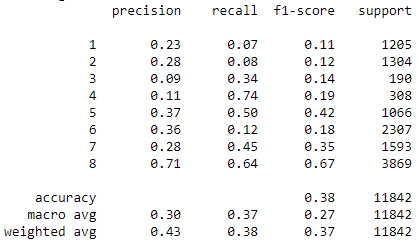 precision recall f1-score support
1 0.23 0.07 0.11 1205
2 0.28 0.08 0.12 1304
3 0.09 0.34 0.14 190
4 0.11 0.74 0.19 308
5 0.37 0.50 0.42 1066
6 0.36 0.12 0.18 2307
7 0.28 0.45 0.35 1593
8 0.71 0.64 0.67 3869
accuracy 0.38 11842
macro avg 0.30 0.37 0.27 11842
weighted avg 0.43 0.38 0.37 11842